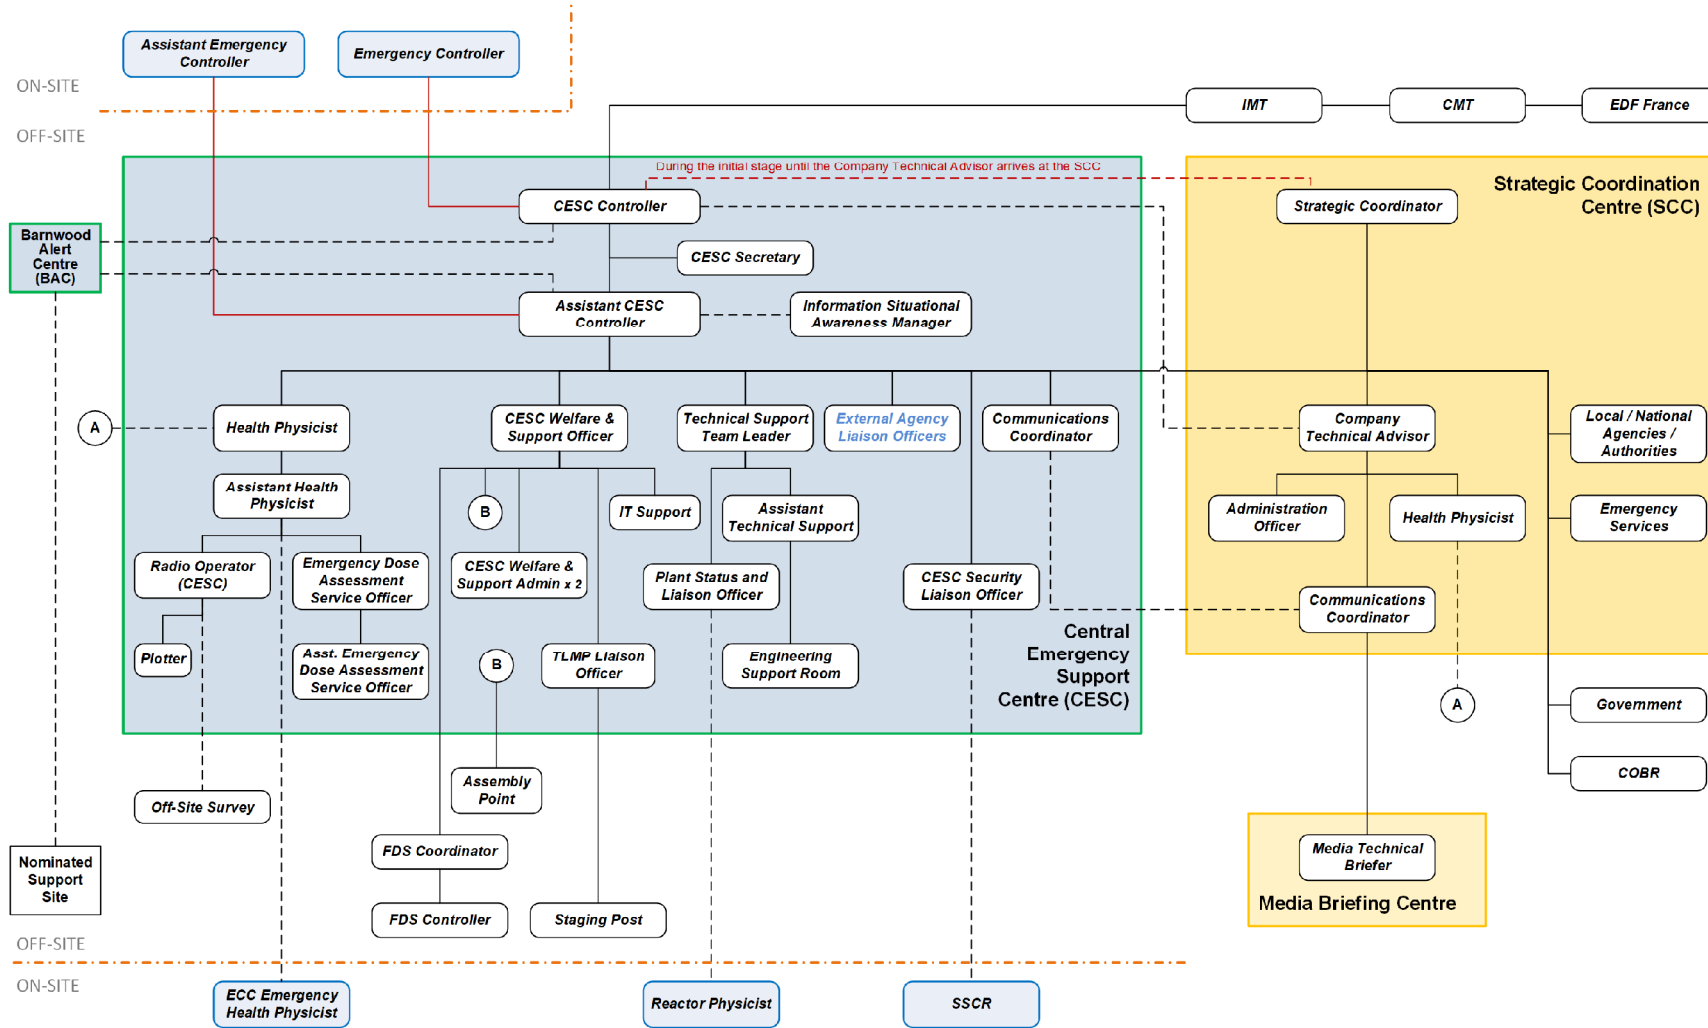 Assistant Emergency
Controller
Emergency Controller
ON-SITE
OFF-SITE
IMT
CMT
EDF France
During the initial stage until the Company Technical Advisor arrives at the SCC
Strategic Coordination
Centre (SCC)
CESC Controller
Strategic Coordinator
Barnwood
Alert
Centre
(BAC)
CESC Secretary
Assistant CESC
Controller
Information Situational
Awareness Manager
A
Health Physicist
CESC Welfare &
Support Officer
Technical Support
Team Leader
External Agency
Liaison Officers
Communications
Coordinator
Company
Technical Advisor
Local / National
Agencies /
Authorities
Assistant Health
Physicist
B
IT Support
Assistant
Technical Support
Administration
Officer
Health Physicist
Emergency
Services
Radio Operator
(CESC)
Emergency Dose
Assessment
Service Officer
CESC Welfare &
Support Admin x 2
Plant Status and
Liaison Officer
CESC Security
Liaison Officer
Communications
Coordinator
Plotter
Asst. Emergency
Dose Assessment
Service Officer
B
TLMP Liaison
Officer
Engineering
Support Room
Central
Emergency
Support
Centre (CESC)
A
Government
COBR
Assembly
Point
Off-Site Survey
Nominated
Support
Site
FDS Coordinator
Media Technical
Briefer
Media Briefing Centre
FDS Controller
Staging Post
OFF-SITE
ON-SITE
ECC Emergency
Health Physicist
Reactor Physicist
SSCR